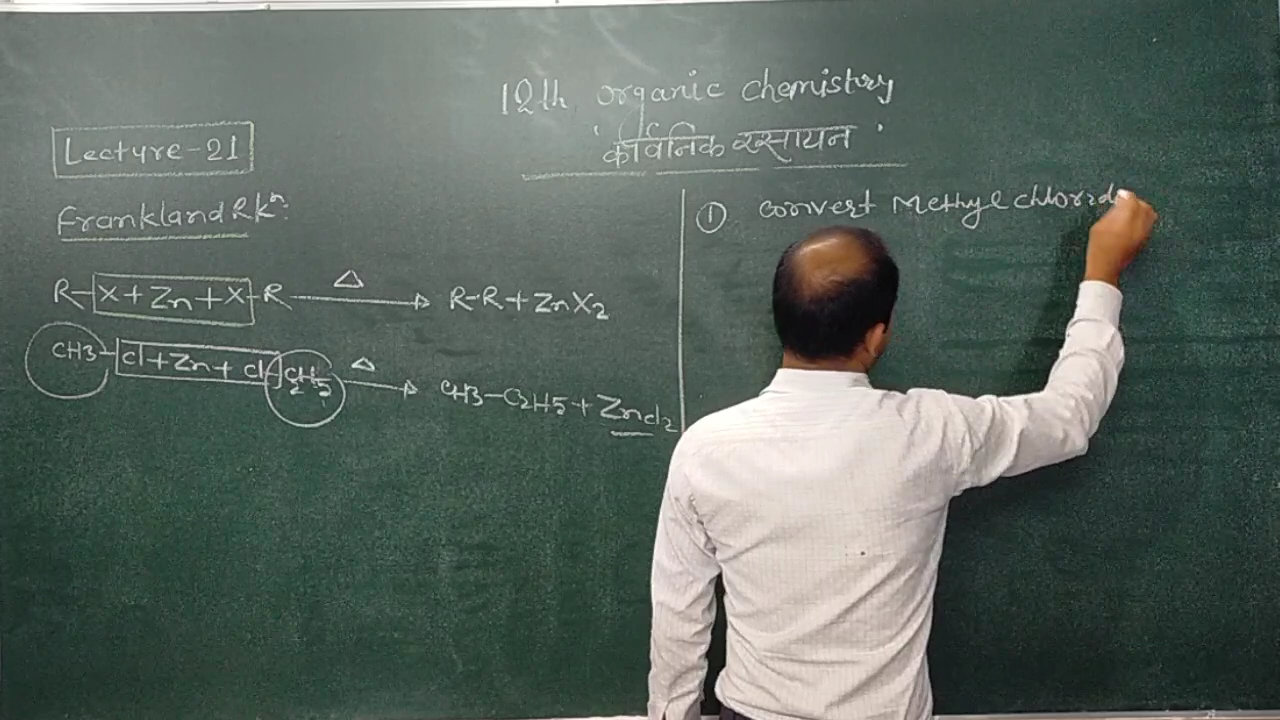 12th organic chemistry
कार्बनिक रसायन
Lecture-21
Frankland Rkⁿ:
R-X+Zn+X-R △ → R-R+ZnX₂
CH3-Cl+Zn+Cl-C₂H₅ △ → CH3-C2H5+ZnCl₂
① convert Methyl chloride